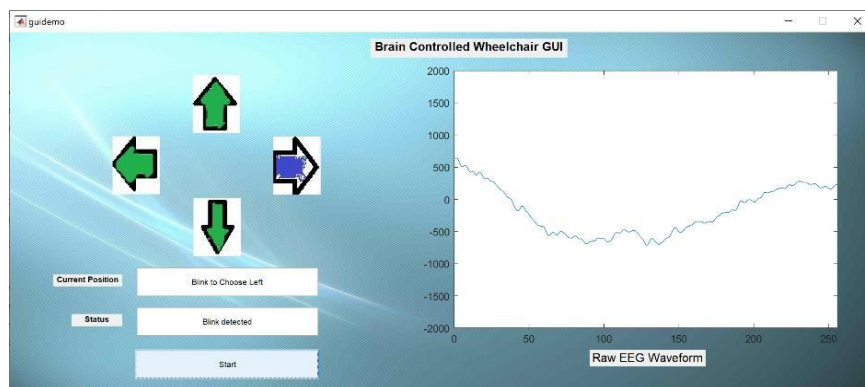 guidemo
Brain Controlled Wheelchair GUI
Current Position
Blink to Choose Left
Status
Blink detected
Start
2000
1500
1000
500
0
-500
-1000
-1500
-2000
0 50 100 150 200 250
Raw EEG Waveform